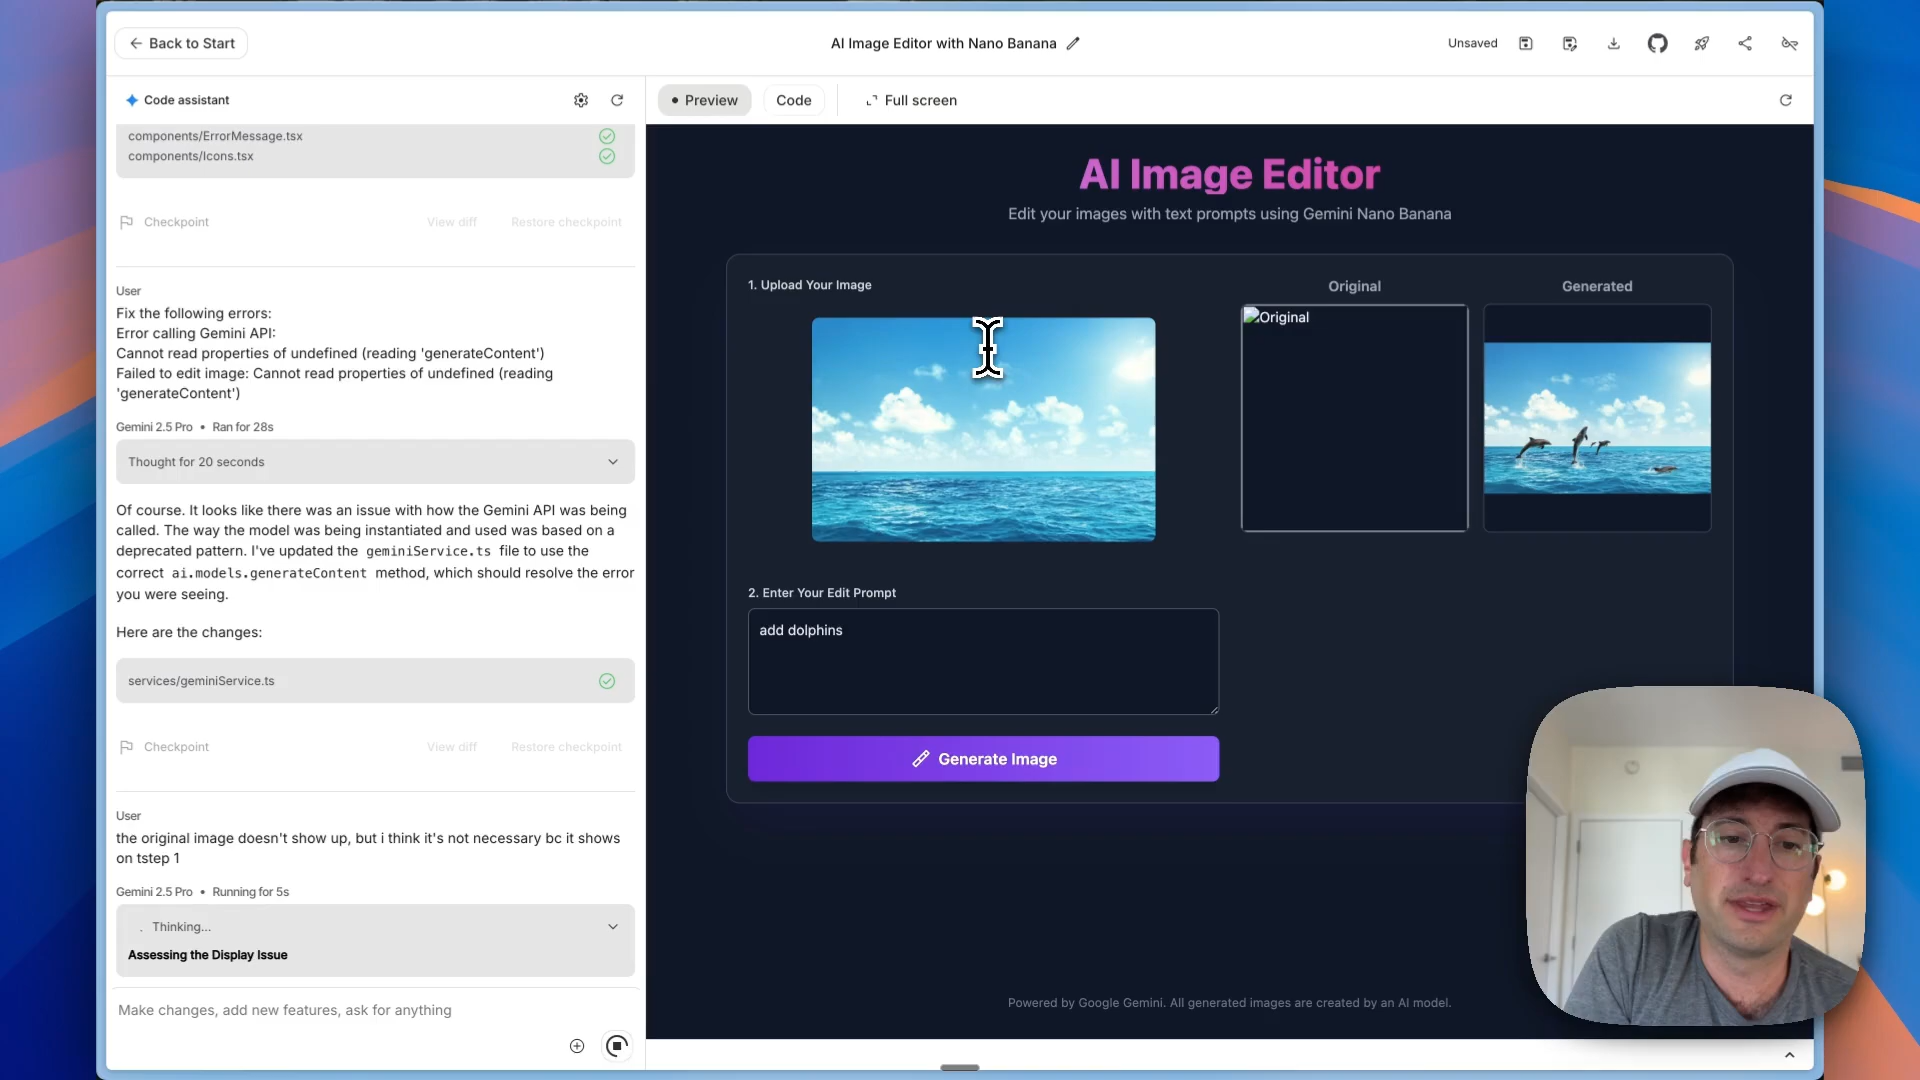 Back to Start
AI Image Editor with Nano Banana
Unsaved
Code assistant
components/ErrorMessage.tsx
components/Icons.tsx
Checkpoint
View diff
Restore checkpoint
User
Fix the following errors:
Error calling Gemini API:
Cannot read properties of undefined (reading 'generateContent')
Failed to edit image: Cannot read properties of undefined (reading
'generateContent')
Gemini 2.5 Pro • Ran for 28s
Thought for 20 seconds
Of course. It looks like there was an issue with how the Gemini API was being
called. The way the model was being instantiated and used was based on a
deprecated pattern. I've updated the geminiService.ts file to use the
correct ai.models.generateContent method, which should resolve the error
you were seeing.
Here are the changes:
services/geminiService.ts
Checkpoint
View diff
Restore checkpoint
User
the original image doesn't show up, but i think it's not necessary bc it shows
on tstep 1
Gemini 2.5 Pro • Running for 5s
Thinking...
Assessing the Display Issue
Make changes, add new features, ask for anything
Preview
Code
Full screen
AI Image Editor
Edit your images with text prompts using Gemini Nano Banana
1. Upload Your Image
Original
Generated
Original
2. Enter Your Edit Prompt
add dolphins
Generate Image
Powered by Google Gemini. All generated images are created by an AI model.